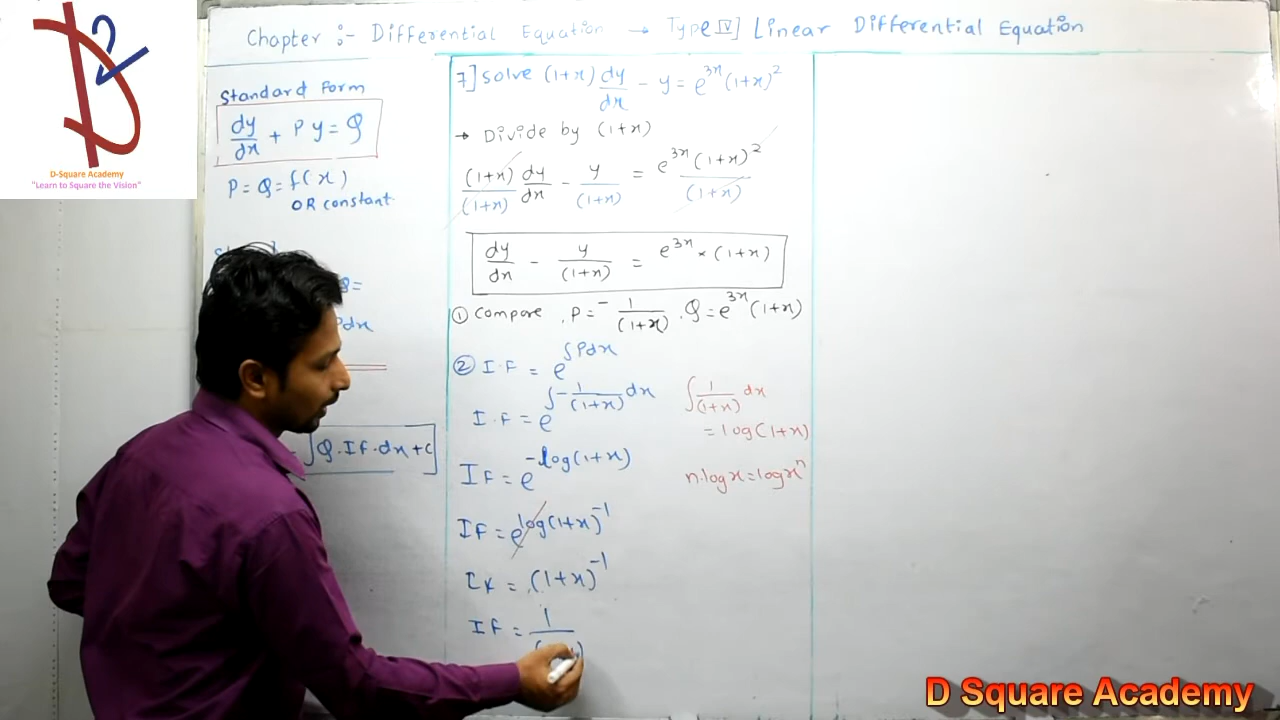 Chapter :- Differential Equation → Type IV] Linear Differential Equation
D-Square Academy
"Learn to Square the Vision"
Standard Form
dy/dx + P y = Q
P = Q = f(x)
OR constant
Q =
Pdx
∫Q·If·dx+c
7] Solve (1+x) dy/dx - y = e^3x (1+x)^2
→ Divide by (1+x)
(1+x)/(1+x) dy/dx - y/(1+x) = e^3x (1+x)^2/(1+x)
dy/dx - y/(1+x) = e^3x × (1+x)
① Compare , P = - 1/(1+x) , Q = e^3x (1+x)
② I.F = e^∫Pdx
I.F = e^∫-1/(1+x) dx
IF = e^-log(1+x)
IF = e^log(1+x)^-1
IF = (1+x)^-1
IF = 1/
∫ 1/(1+x) dx
= log(1+x)
n·logx = logx^n
D Square Academy